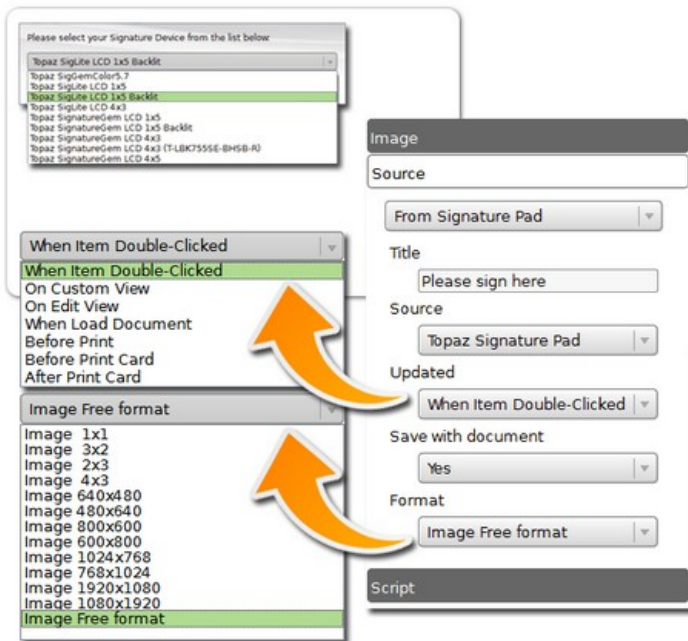 Please select your Signature Device from the list below
Topaz SigLite LCD 1x5 Backlit
Topaz SigGemColor5.7
Topaz SigLite LCD 1x5
Topaz SigLite LCD 1x5 Backlit
Topaz SigLite LCD 4x3
Topaz SignatureGem LCD 1x5
Topaz SignatureGem LCD 1x5 Backlit
Topaz SignatureGem LCD 4x3
Topaz SignatureGem LCD 4x3 (T-LBK755SE-BHSB-R)
Topaz SignatureGem LCD 4x5
When Item Double-Clicked
When Item Double-Clicked
On Custom View
On Edit View
When Load Document
Before Print
Before Print Card
After Print Card
Image Free format
Image 1x1
Image 3x2
Image 2x3
Image 4x3
Image 640x480
Image 480x640
Image 800x600
Image 600x800
Image 1024x768
Image 768x1024
Image 1920x1080
Image 1080x1920
Image Free format
Image
Source
From Signature Pad
Title
Please sign here
Source
Topaz Signature Pad
Updated
When Item Double-Clicked
Save with document
Yes
Format
Image Free format
Script